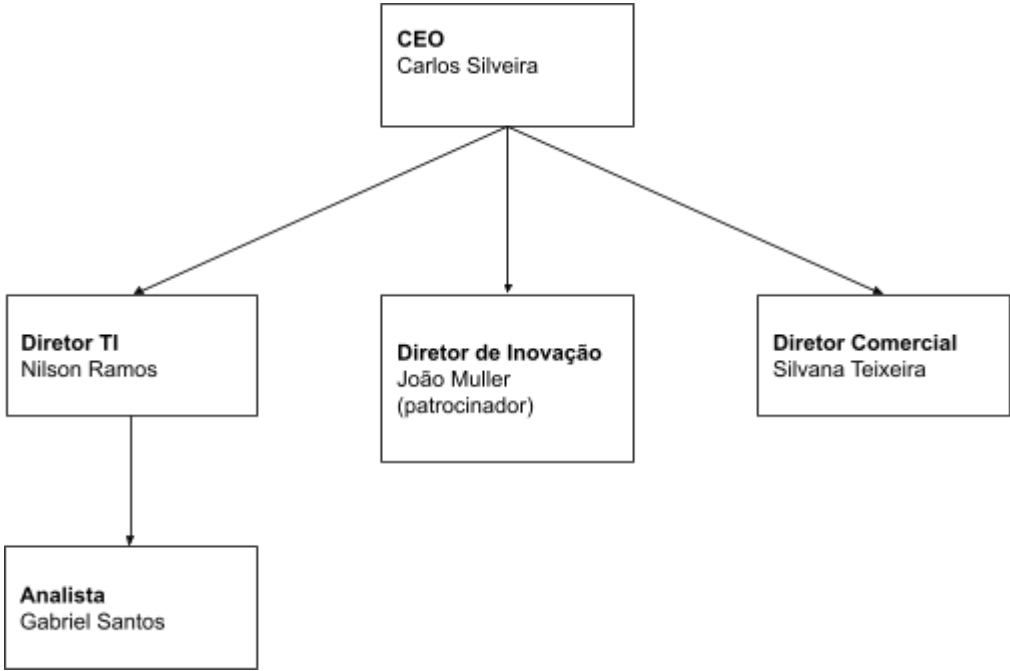 CEO
Carlos Silveira
Diretor TI
Nilson Ramos
Diretor de Inovação
João Muller
(patrocinador)
Diretor Comercial
Silvana Teixeira
Analista
Gabriel Santos